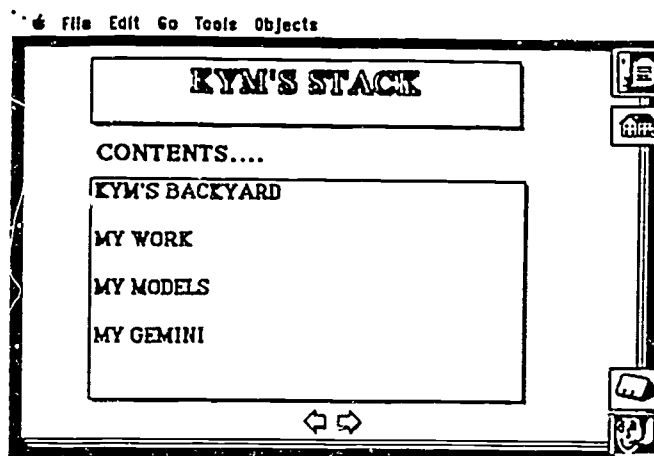 File Edit Go Tools Objects
KYM'S STACK
CONTENTS....
KYM'S BACKYARD
MY WORK
MY MODELS
MY GEMINI